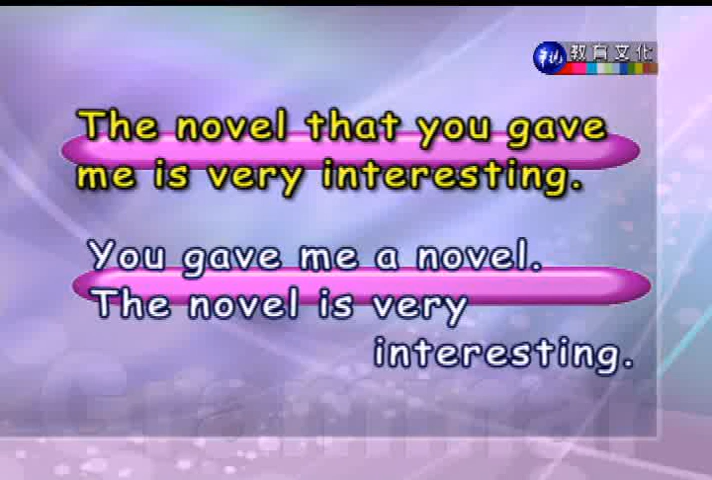 教育文化
The novel that you gave
me is very interesting.
You gave me a novel.
The novel is very
interesting.
Grammar